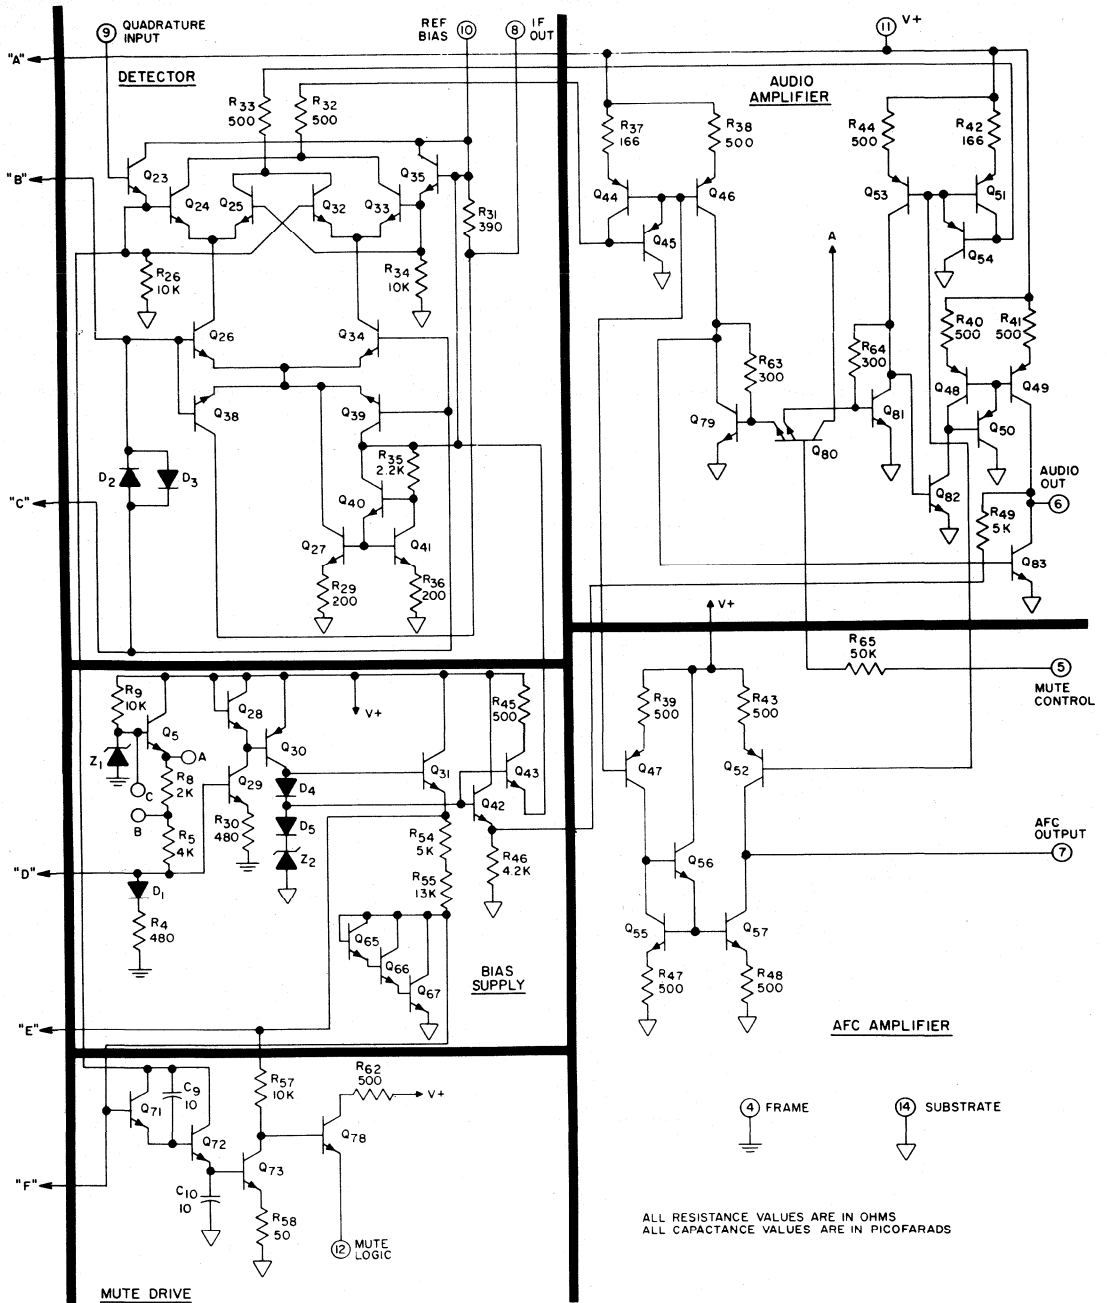 9 QUADRATURE INPUT
REF BIAS 10
8 IF OUT
11 V+
"A"
DETECTOR
AUDIO AMPLIFIER
R33 500
R32 500
R37 166
R38 500
R44 500
R42 166
Q23
Q24
Q25
Q32
Q33
Q35
"B"
R31 390
Q44
Q46
Q53
Q51
Q45
Q54
A
R26 10K
R34 10K
Q26
Q34
R40 500
R41 500
R63 300
R64 300
Q38
Q39
Q48
Q49
Q79
Q80
Q81
Q50
R35 2.2K
D2
D3
Q40
Q82
AUDIO OUT
6
"C"
R49 5K
Q27
Q41
Q83
R29 200
R36 200
V+
R65 50K
5
MUTE CONTROL
R9 10K
Q5
Q28
V+
R45 500
R39 500
R43 500
Z1
A
Q30
Q31
Q43
Q47
Q52
R8 2K
Q29
D4
C
Q42
B
R30 480
D5
R54 5K
AFC OUTPUT
7
R5 4K
Z2
R46 4.2K
Q56
"D"
D1
R55 13K
R4 480
Q65
Q66
Q67
BIAS SUPPLY
Q55
Q57
R47 500
R48 500
"E"
AFC AMPLIFIER
C9 10
R57 10K
R62 500
V+
Q71
Q72
Q78
4 FRAME
14 SUBSTRATE
Q73
"F"
C10 10
R58 50
12 MUTE LOGIC
ALL RESISTANCE VALUES ARE IN OHMS
ALL CAPACTANCE VALUES ARE IN PICOFARADS
MUTE DRIVE